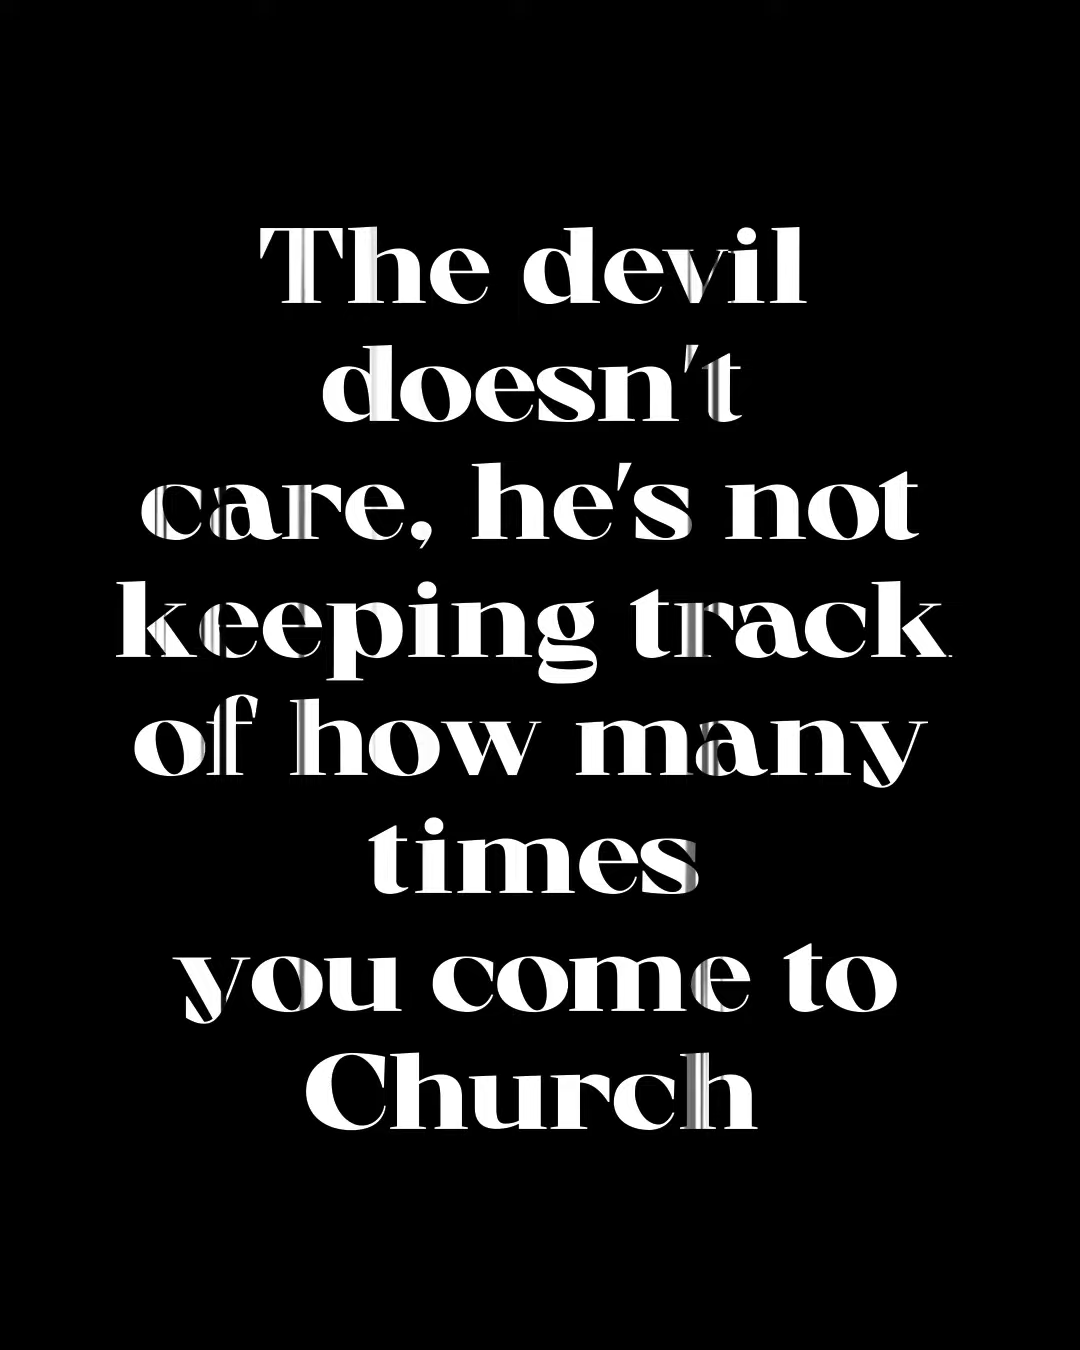 The devil
doesn't
care, he's not
keeping track
of how many
times
you come to
Church